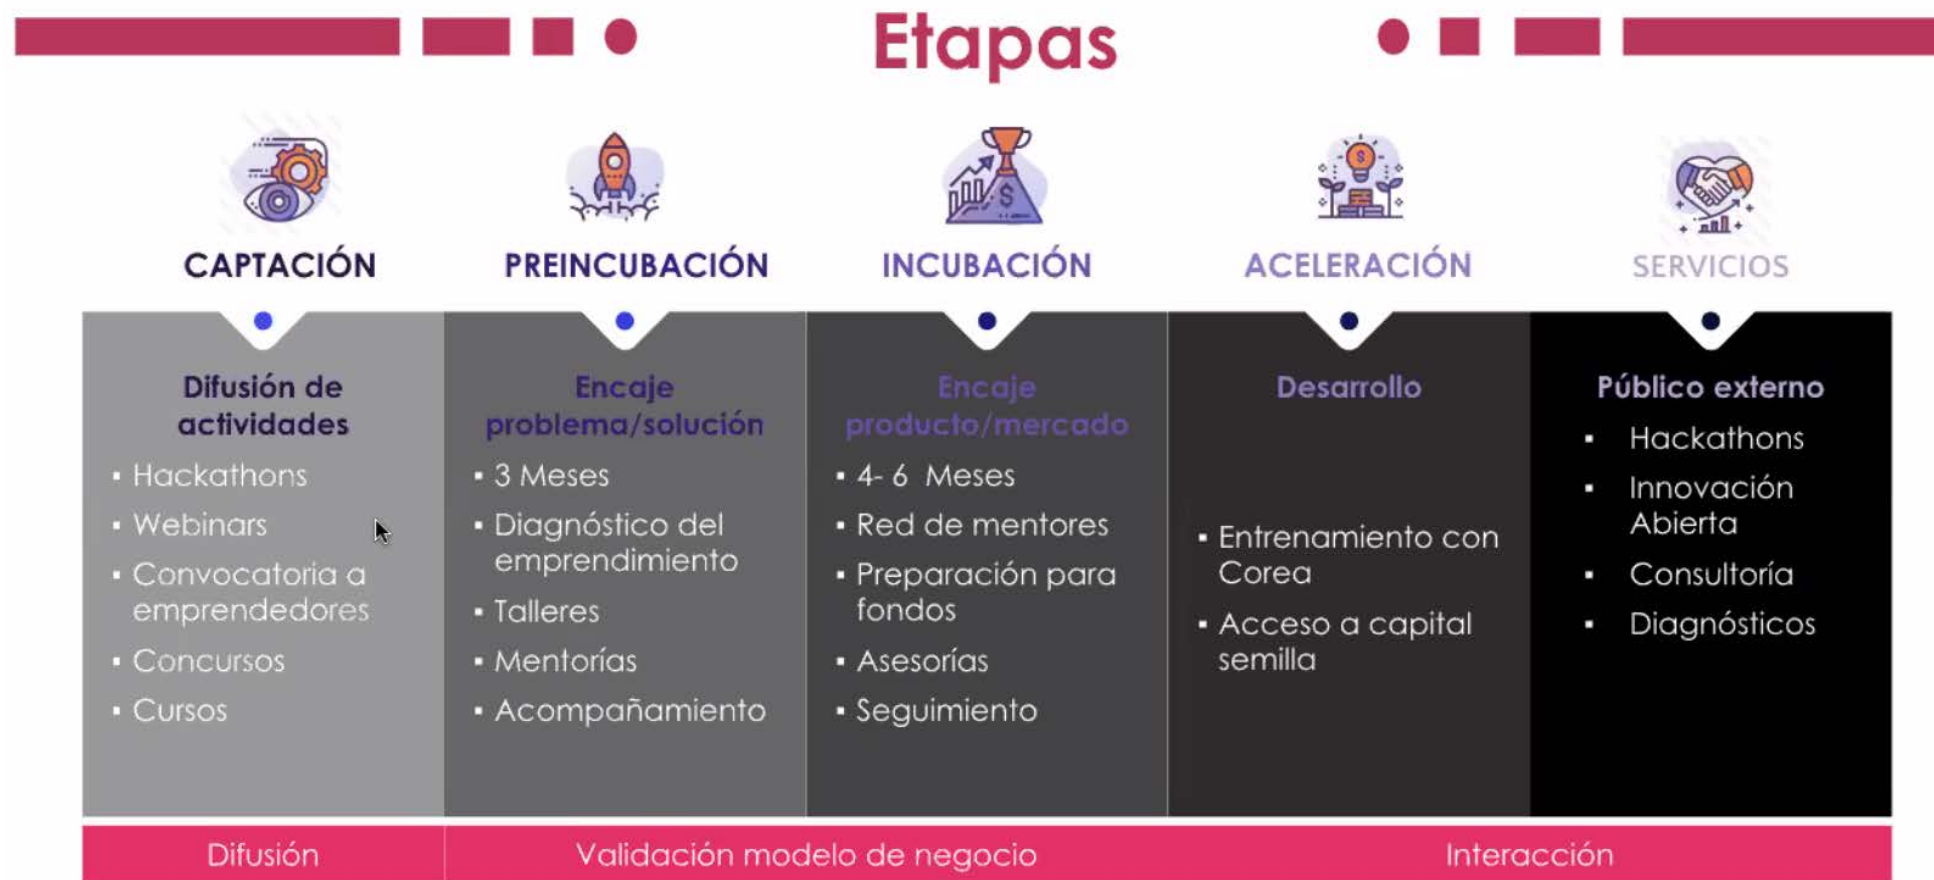 Etapas
CAPTACIÓN
Difusión de
actividades
▪ Hackathons
▪ Webinars
▪ Convocatoria a
emprendedores
▪ Concursos
▪ Cursos
PREINCUBACIÓN
Encaje
problema/solución
▪ 3 Meses
▪ Diagnóstico del
emprendimiento
▪ Talleres
▪ Mentorías
▪ Acompañamiento
INCUBACIÓN
Encaje
producto/mercado
▪ 4- 6 Meses
▪ Red de mentores
▪ Preparación para
fondos
▪ Asesorías
▪ Seguimiento
ACELERACIÓN
Desarrollo
▪ Entrenamiento con
Corea
▪ Acceso a capital
semilla
SERVICIOS
Público externo
▪ Hackathons
▪ Innovación
Abierta
▪ Consultoría
▪ Diagnósticos
Difusión
Validación modelo de negocio
Interacción